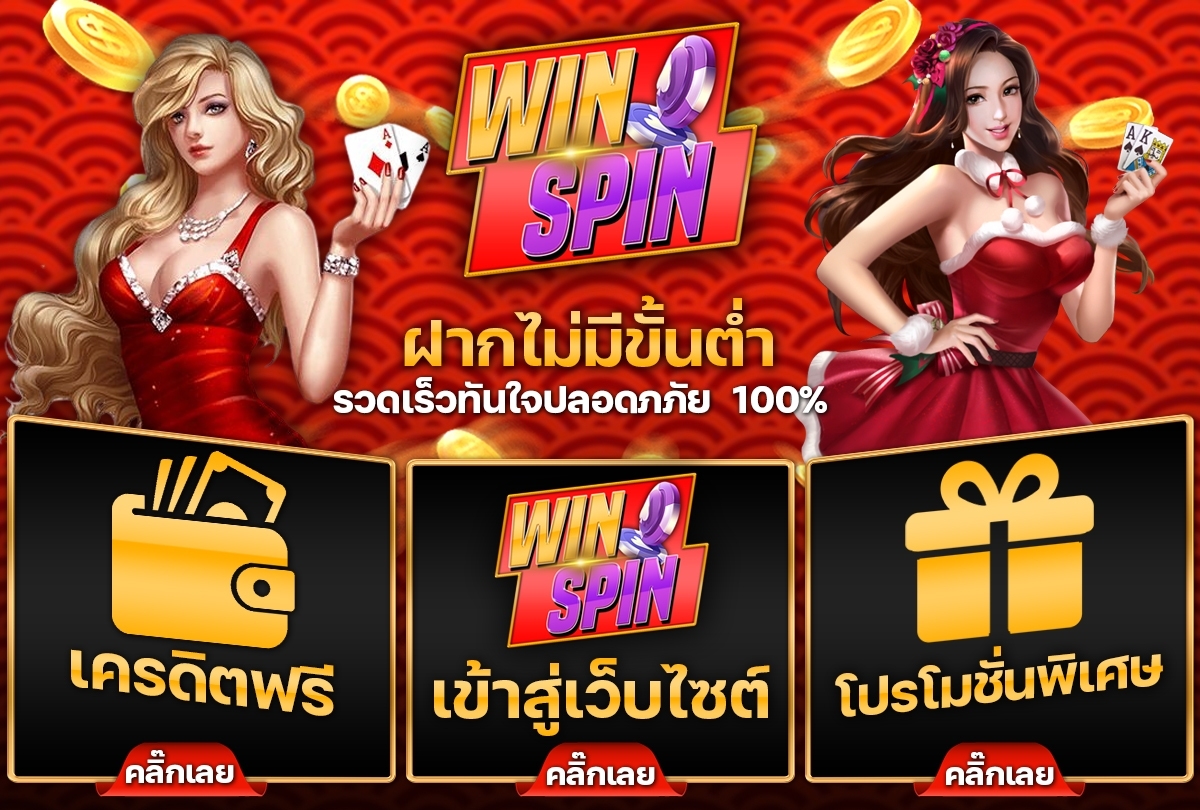 WIN
SPIN
ฝากไม่มีขั้นต่ำ
รวดเร็วทันใจปลอดภภัย 100%
เครดิตฟรี
คลิ๊กเลย
WIN
SPIN
เข้าสู่เว็บไซต์
คลิ๊กเลย
โปรโมชั่นพิเศษ
คลิ๊กเลย